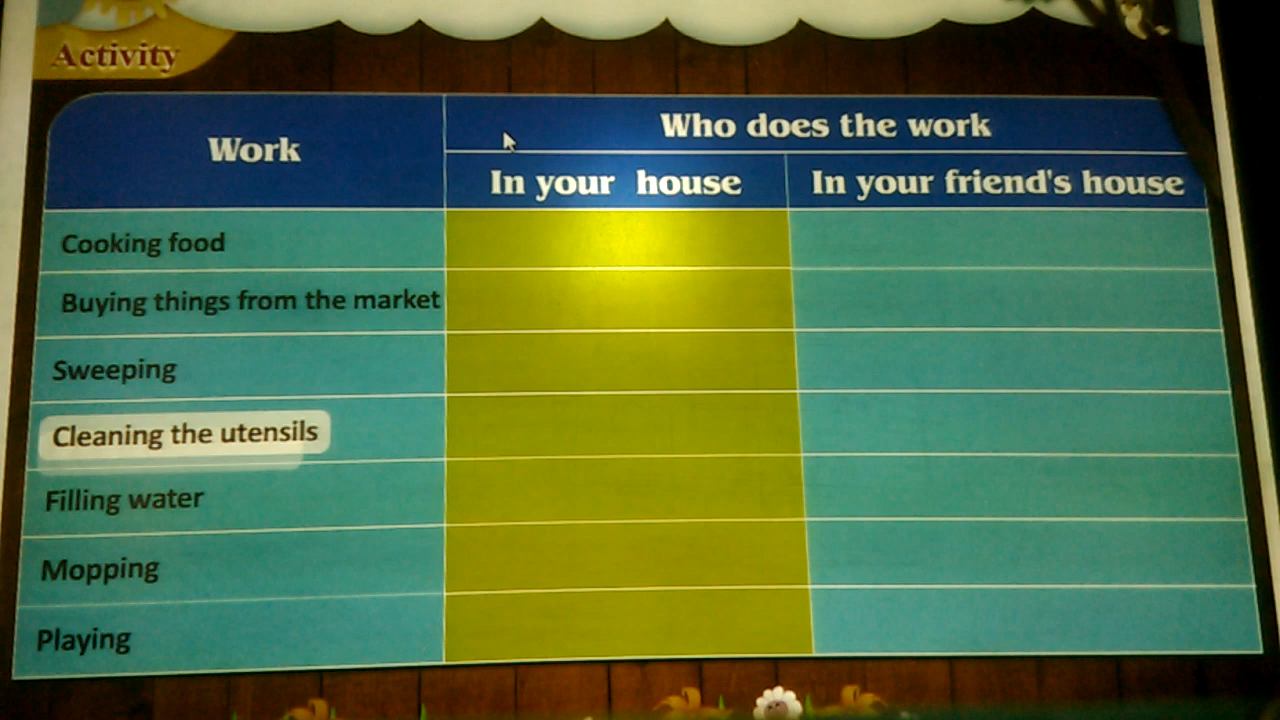 Activity
Work
Who does the work
In your house
In your friend's house
Cooking food
Buying things from the market
Sweeping
Cleaning the utensils
Filling water
Mopping
Playing